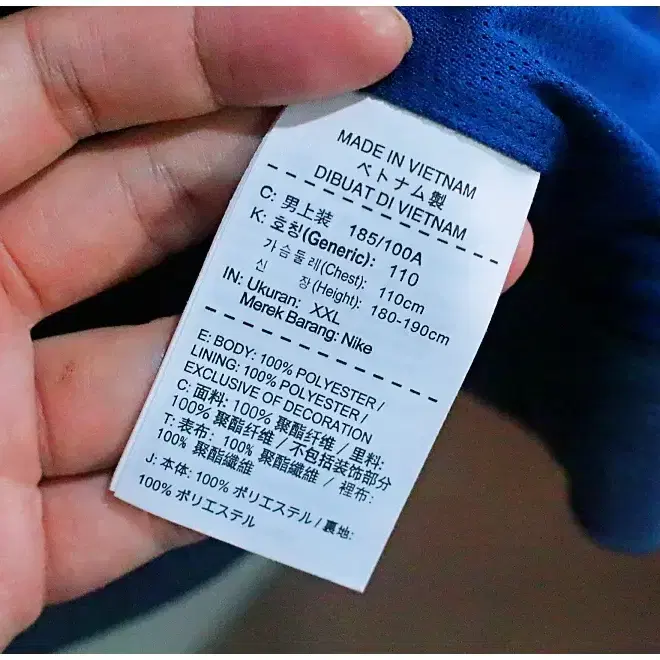 MADE IN VIETNAM
ベトナム製
DIBUAT DI VIETNAM
C: 男上装 185/100A
K: 호칭(Generic): 110
가슴둘레(Chest): 110cm
신 장(Height): 180-190cm
IN: Ukuran: XXL
Merek Barang: Nike
E: BODY: 100% POLYESTER /
LINING: 100% POLYESTER /
EXCLUSIVE OF DECORATION
C: 面料: 100% 聚酯纤维 / 里料:
100% 聚酯纤维 / 不包括装饰部分
T: 表布: 100% 聚酯纖維 / 裡布:
100% 聚酯纖維
J: 本体: 100% ポリエステル / 裏地:
100% ポリエステル